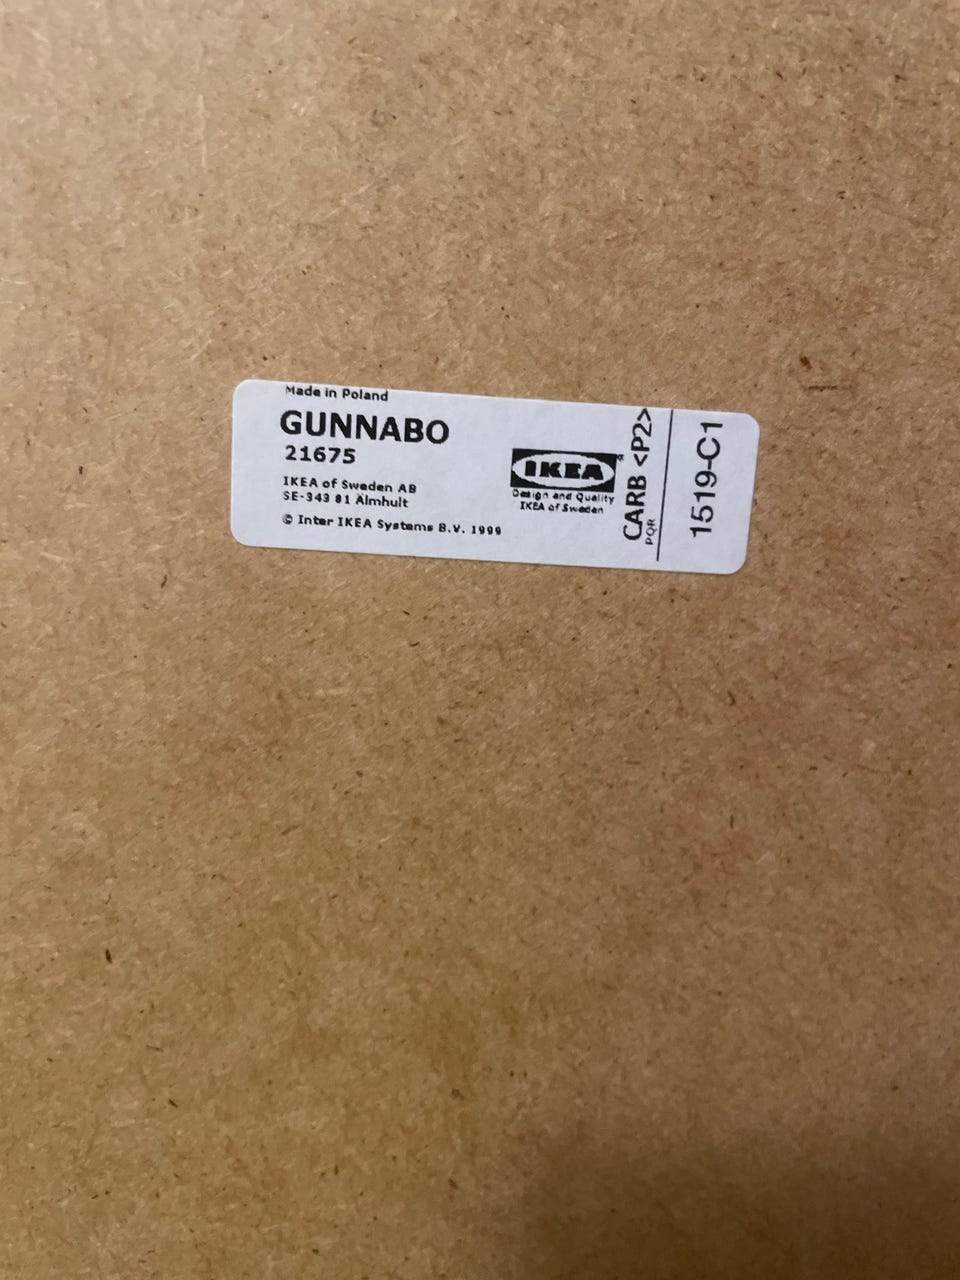 Made in Poland
GUNNABO
21675
IKEA of Sweden AB
SE-343 81 Älmhult
© Inter IKEA Systems B.V. 1999
IKEA®
Design and Quality
IKEA of Sweden
CARB <P2>
PQR
1519-C1